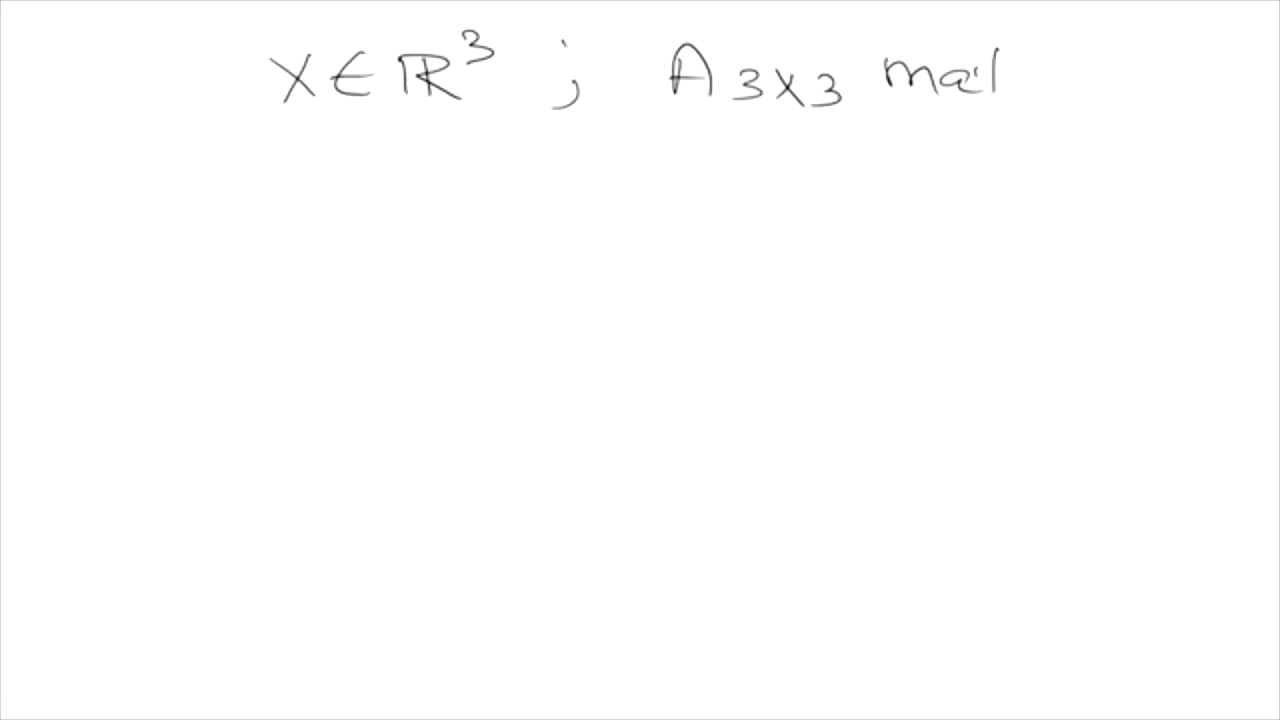 X ∈ ℝ³ ; A 3x3 mat